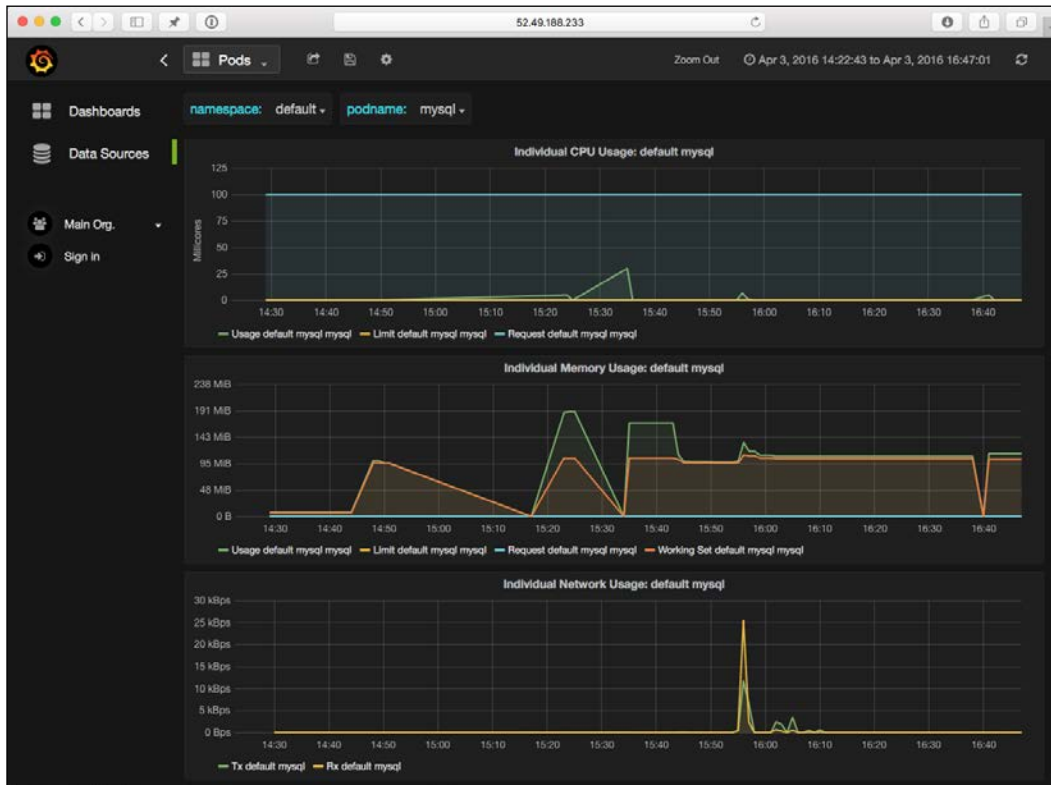 52.49.188.233
Pods
Zoom Out
Apr 3, 2016 14:22:43 to Apr 3, 2016 16:47:01
Dashboards
Data Sources
Main Org.
Sign in
namespace: default podname: mysql
Individual CPU Usage: default mysql
Millicores
125
100
75
50
25
0
14:30 14:40 14:50 15:00 15:10 15:20 15:30 15:40 15:50 16:00 16:10 16:20 16:30 16:40
Usage default mysql mysql Limit default mysql mysql Request default mysql mysql
Individual Memory Usage: default mysql
238 MiB
191 MiB
143 MiB
95 MiB
48 MiB
0 B
14:30 14:40 14:50 15:00 15:10 15:20 15:30 15:40 15:50 16:00 16:10 16:20 16:30 16:40
Usage default mysql mysql Limit default mysql mysql Request default mysql mysql Working Set default mysql mysql
Individual Network Usage: default mysql
30 kBps
25 kBps
20 kBps
15 kBps
10 kBps
5 kBps
0 Bps
14:30 14:40 14:50 15:00 15:10 15:20 15:30 15:40 15:50 16:00 16:10 16:20 16:30 16:40
Tx default mysql Rx default mysql